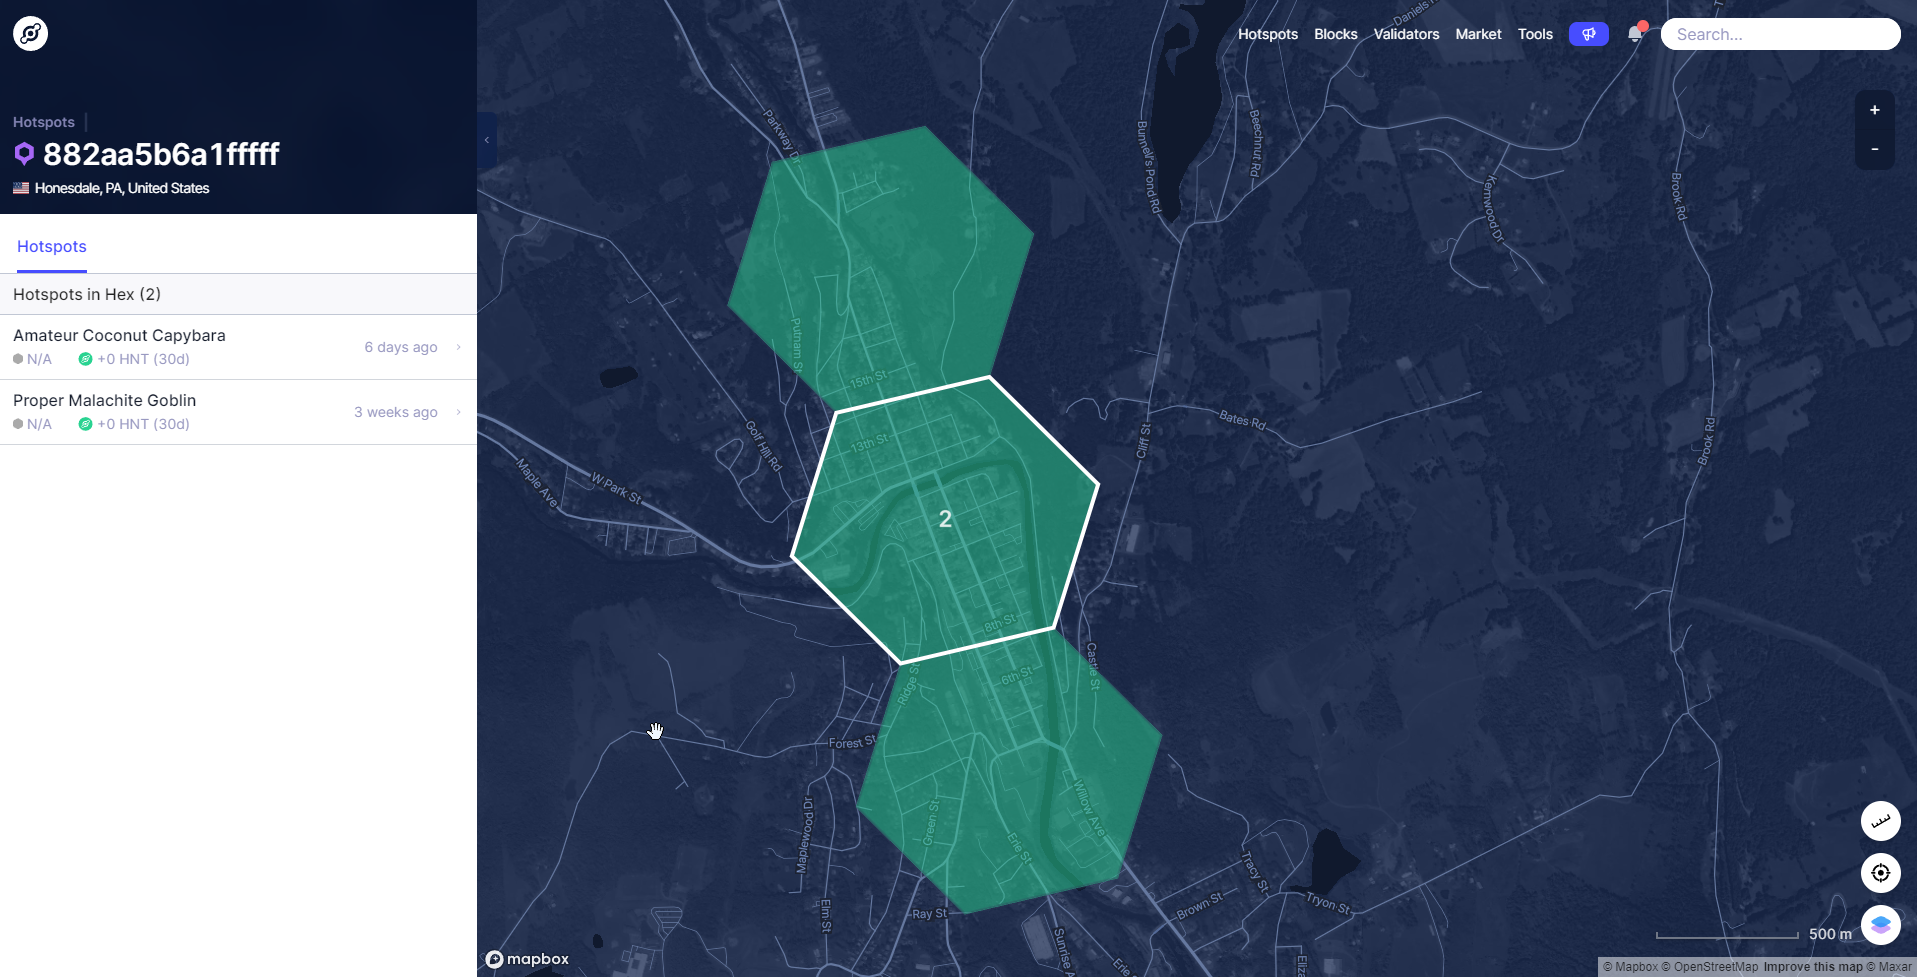 Hotspots
882aa5b6a1fffff
Honesdale, PA, United States
Hotspots
Hotspots in Hex (2)
Amateur Coconut Capybara
N/A +0 HNT (30d)
6 days ago
Proper Malachite Goblin
N/A +0 HNT (30d)
3 weeks ago
Hotspots Blocks Validators Market Tools
Search...
+
-
Parkway Dr
Bunnell's Pond Rd
Beechnut Rd
Kernwood Dr
Brook Rd
Putnam St
15th St
13th St
Golf Hill Rd
Maple Ave
W Park St
Cliff St
Bates Rd
Brook Rd
2
8th St
6th St
Castle St
Ridge St
Forest St
Maplewood Dr
Green St
Erie St
Willow Ave
Elm St
Ray St
Tracy St
Brown St
Tryon St
500 m
mapbox
© Mapbox © OpenStreetMap Improve this map © Maxar